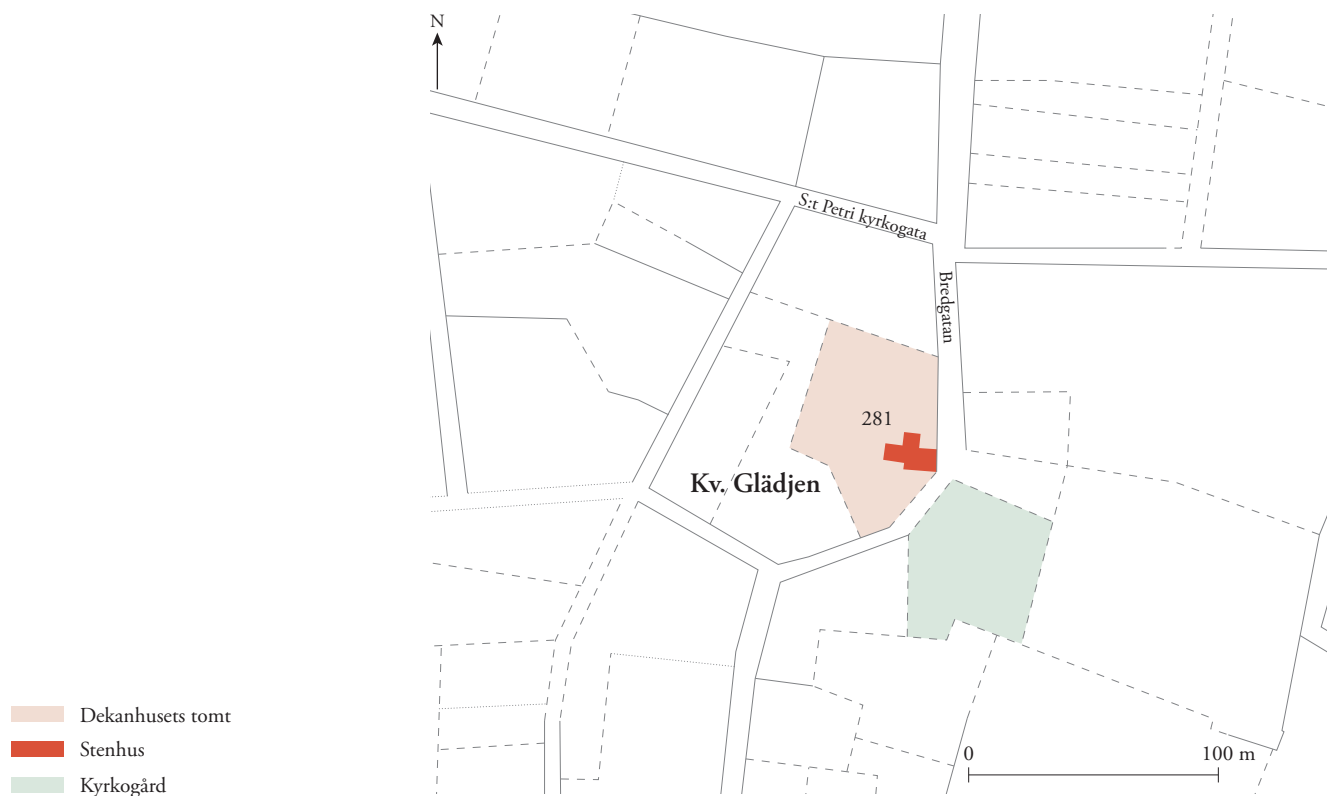 N
S:t Petri kyrkogata
Bredgatan
281
Kv. Glädjen
0 100 m
Dekanhusets tomt
Stenhus
Kyrkogård